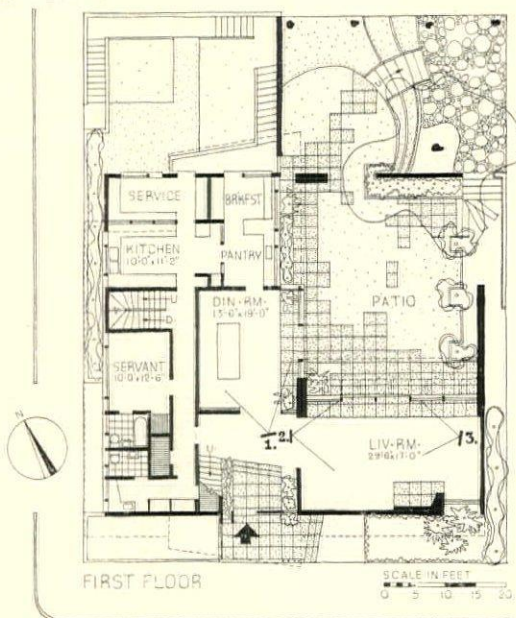 SERVICE
BRKFST
KITCHEN
10'-0" x 11'-2"
PANTRY
U
D
DIN-RM-
13'-6" x 19'-0"
PATIO
SERVANT
10'-0 x 12'-6"
N
1.
2.
3.
LIV-RM-
29'-6" x 17'-0"
U
FIRST FLOOR
SCALE IN FEET
0 5 10 15 20